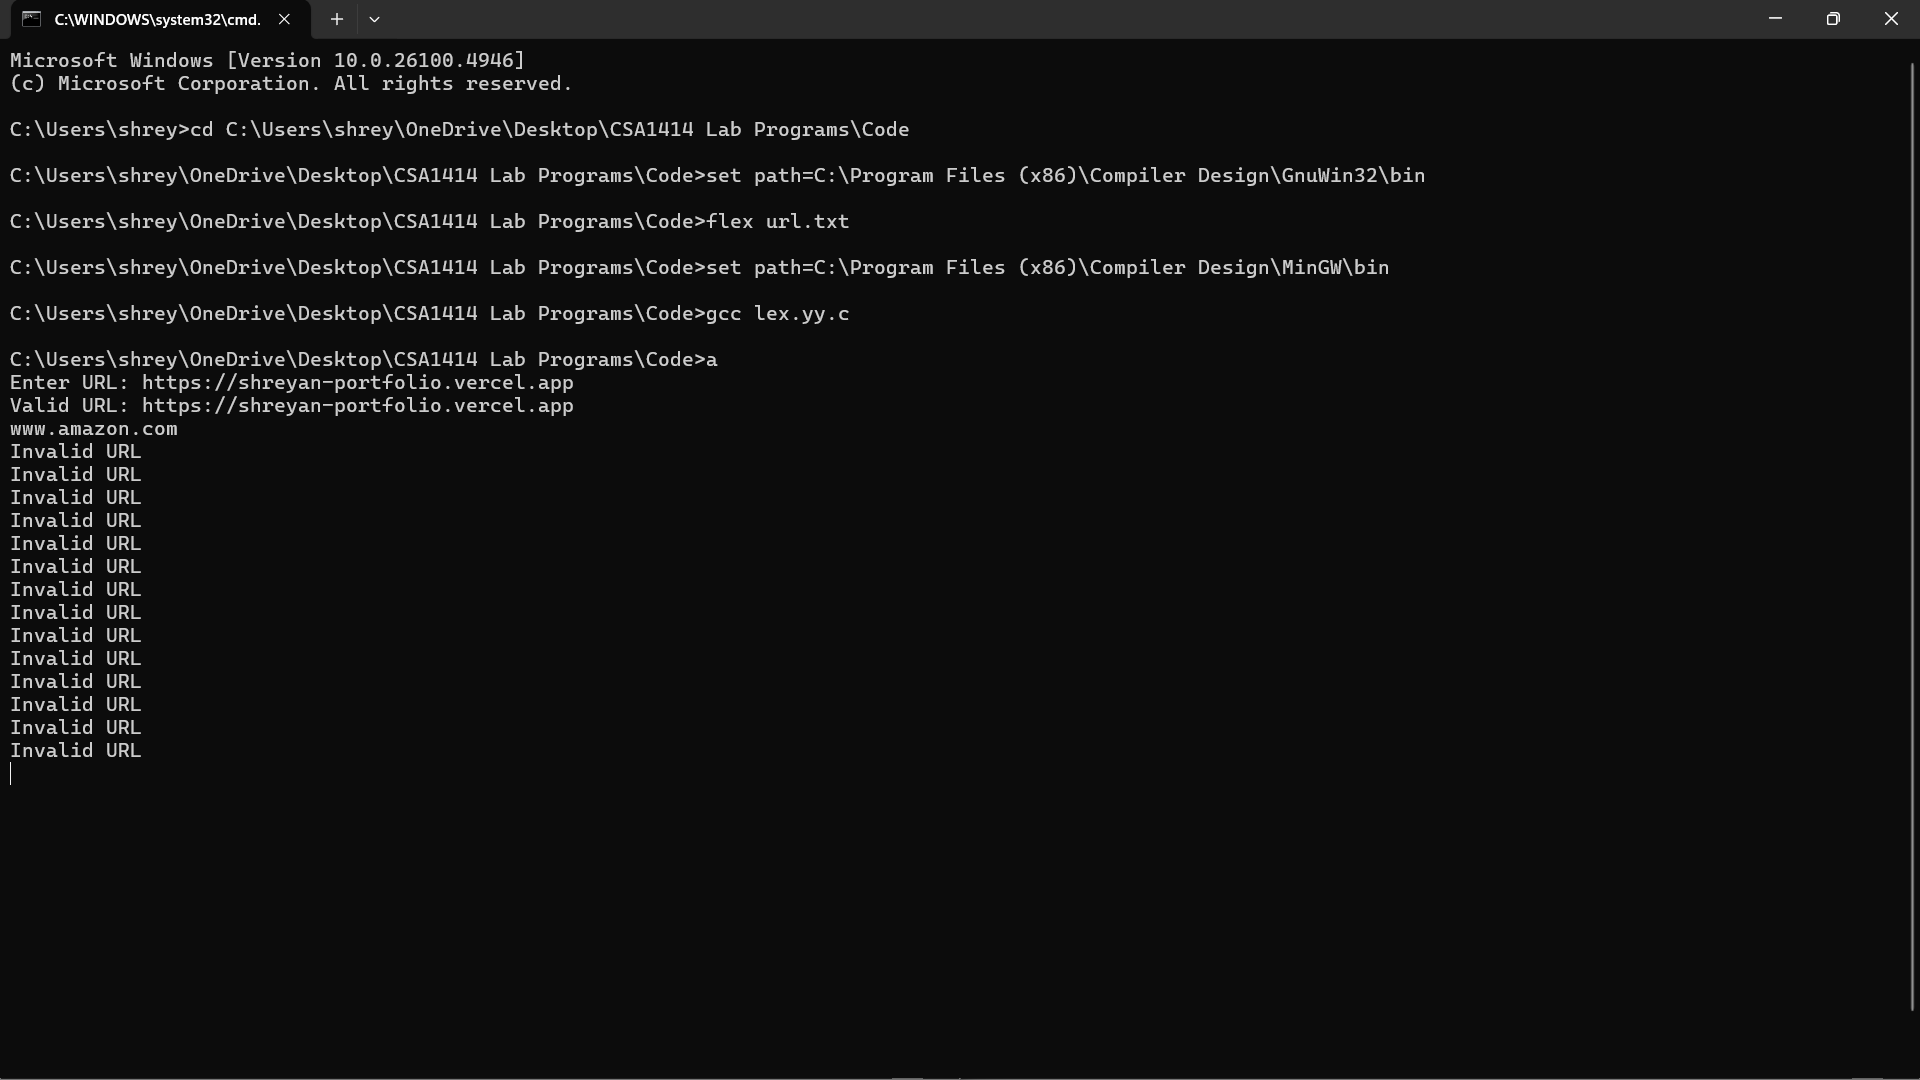 C:\WINDOWS\system32\cmd.
Microsoft Windows [Version 10.0.26100.4946]
(c) Microsoft Corporation. All rights reserved.
C:\Users\shrey>cd C:\Users\shrey\OneDrive\Desktop\CSA1414 Lab Programs\Code
C:\Users\shrey\OneDrive\Desktop\CSA1414 Lab Programs\Code>set path=C:\Program Files (x86)\Compiler Design\GnuWin32\bin
C:\Users\shrey\OneDrive\Desktop\CSA1414 Lab Programs\Code>flex url.txt
C:\Users\shrey\OneDrive\Desktop\CSA1414 Lab Programs\Code>set path=C:\Program Files (x86)\Compiler Design\MinGW\bin
C:\Users\shrey\OneDrive\Desktop\CSA1414 Lab Programs\Code>gcc lex.yy.c
C:\Users\shrey\OneDrive\Desktop\CSA1414 Lab Programs\Code>a
Enter URL: https://shreyan-portfolio.vercel.app
Valid URL: https://shreyan-portfolio.vercel.app
www.amazon.com
Invalid URL
Invalid URL
Invalid URL
Invalid URL
Invalid URL
Invalid URL
Invalid URL
Invalid URL
Invalid URL
Invalid URL
Invalid URL
Invalid URL
Invalid URL
Invalid URL